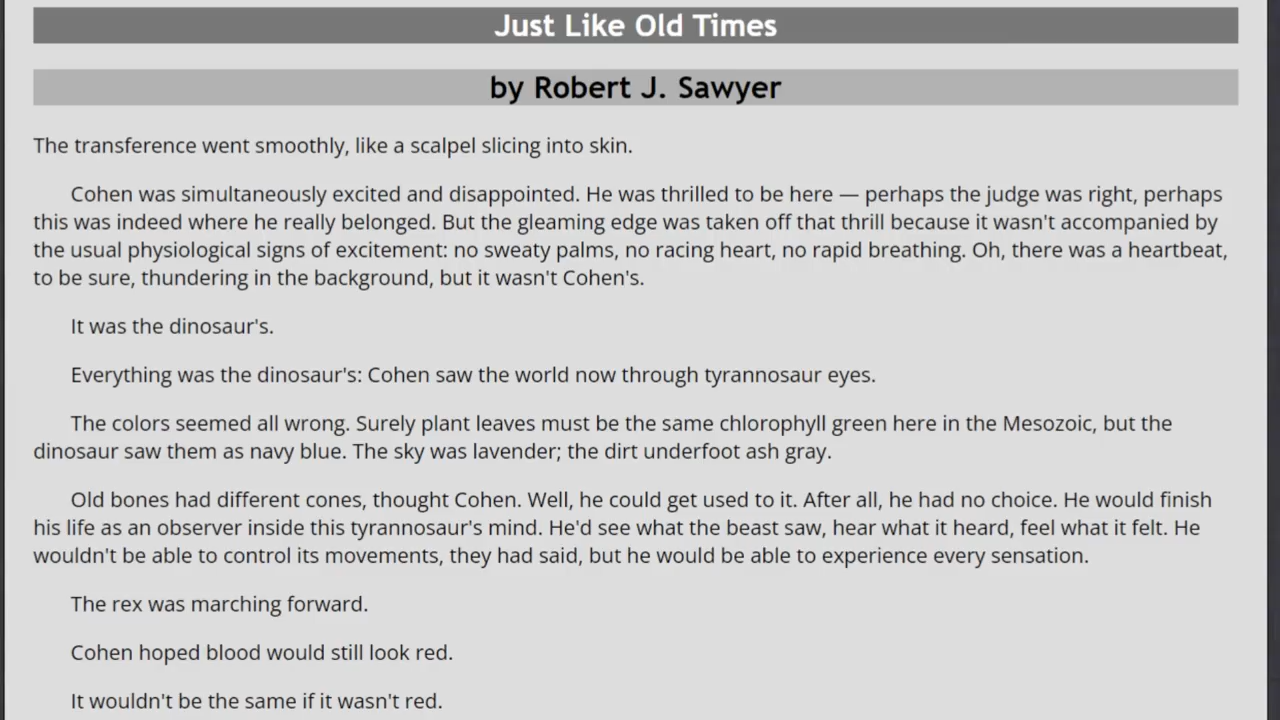 Just Like Old Times
by Robert J. Sawyer
The transference went smoothly, like a scalpel slicing into skin.
Cohen was simultaneously excited and disappointed. He was thrilled to be here — perhaps the judge was right, perhaps
this was indeed where he really belonged. But the gleaming edge was taken off that thrill because it wasn't accompanied by
the usual physiological signs of excitement: no sweaty palms, no racing heart, no rapid breathing. Oh, there was a heartbeat,
to be sure, thundering in the background, but it wasn't Cohen's.
It was the dinosaur's.
Everything was the dinosaur's: Cohen saw the world now through tyrannosaur eyes.
The colors seemed all wrong. Surely plant leaves must be the same chlorophyll green here in the Mesozoic, but the
dinosaur saw them as navy blue. The sky was lavender; the dirt underfoot ash gray.
Old bones had different cones, thought Cohen. Well, he could get used to it. After all, he had no choice. He would finish
his life as an observer inside this tyrannosaur's mind. He'd see what the beast saw, hear what it heard, feel what it felt. He
wouldn't be able to control its movements, they had said, but he would be able to experience every sensation.
The rex was marching forward.
Cohen hoped blood would still look red.
It wouldn't be the same if it wasn't red.